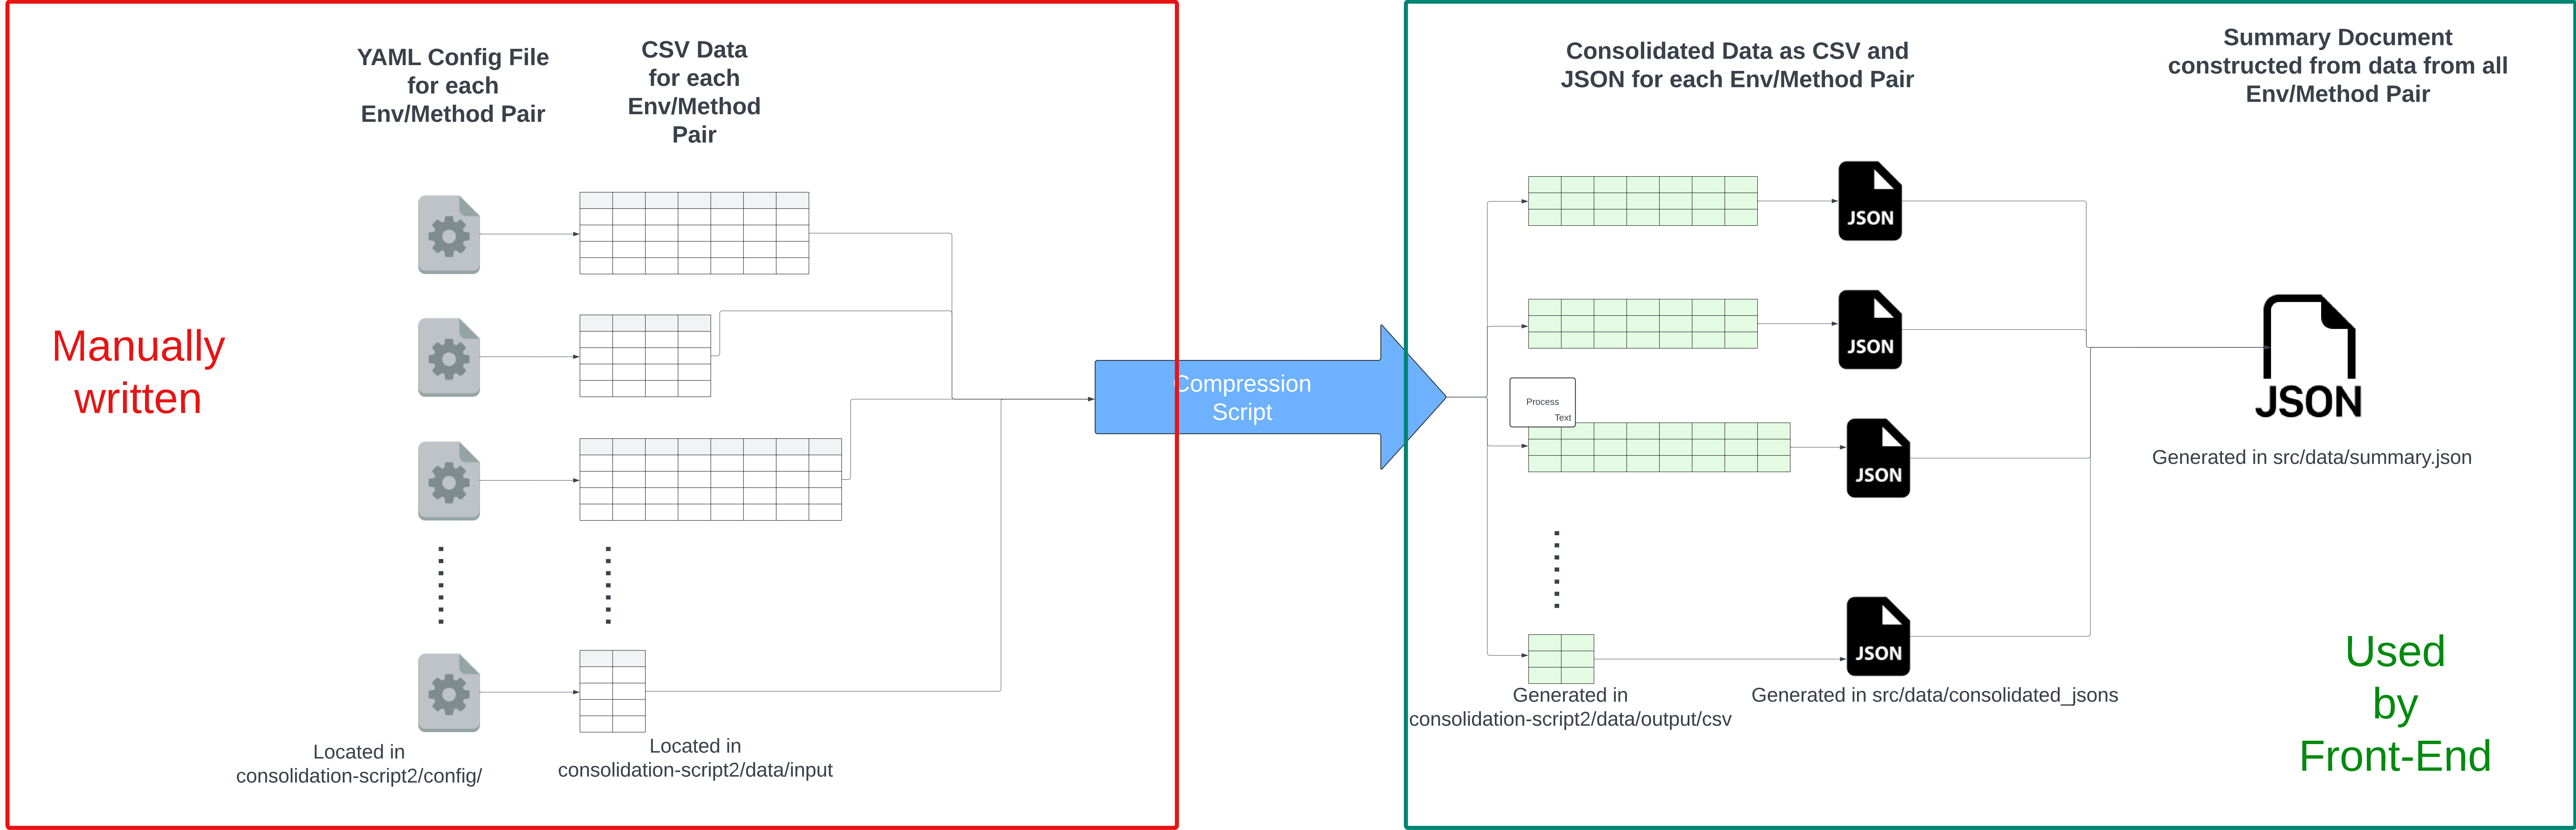 YAML Config File
for each
Env/Method Pair
CSV Data
for each
Env/Method
Pair
Manually
written
Located in
consolidation-script2/config/
Located in
consolidation-script2/data/input
Compression
Script
Consolidated Data as CSV and
JSON for each Env/Method Pair
Summary Document
constructed from data from all
Env/Method Pair
JSON
JSON
Process
Text
JSON
JSON
JSON
Generated in src/data/summary.json
Generated in
consolidation-script2/data/output/csv
Generated in src/data/consolidated_jsons
Used
by
Front-End